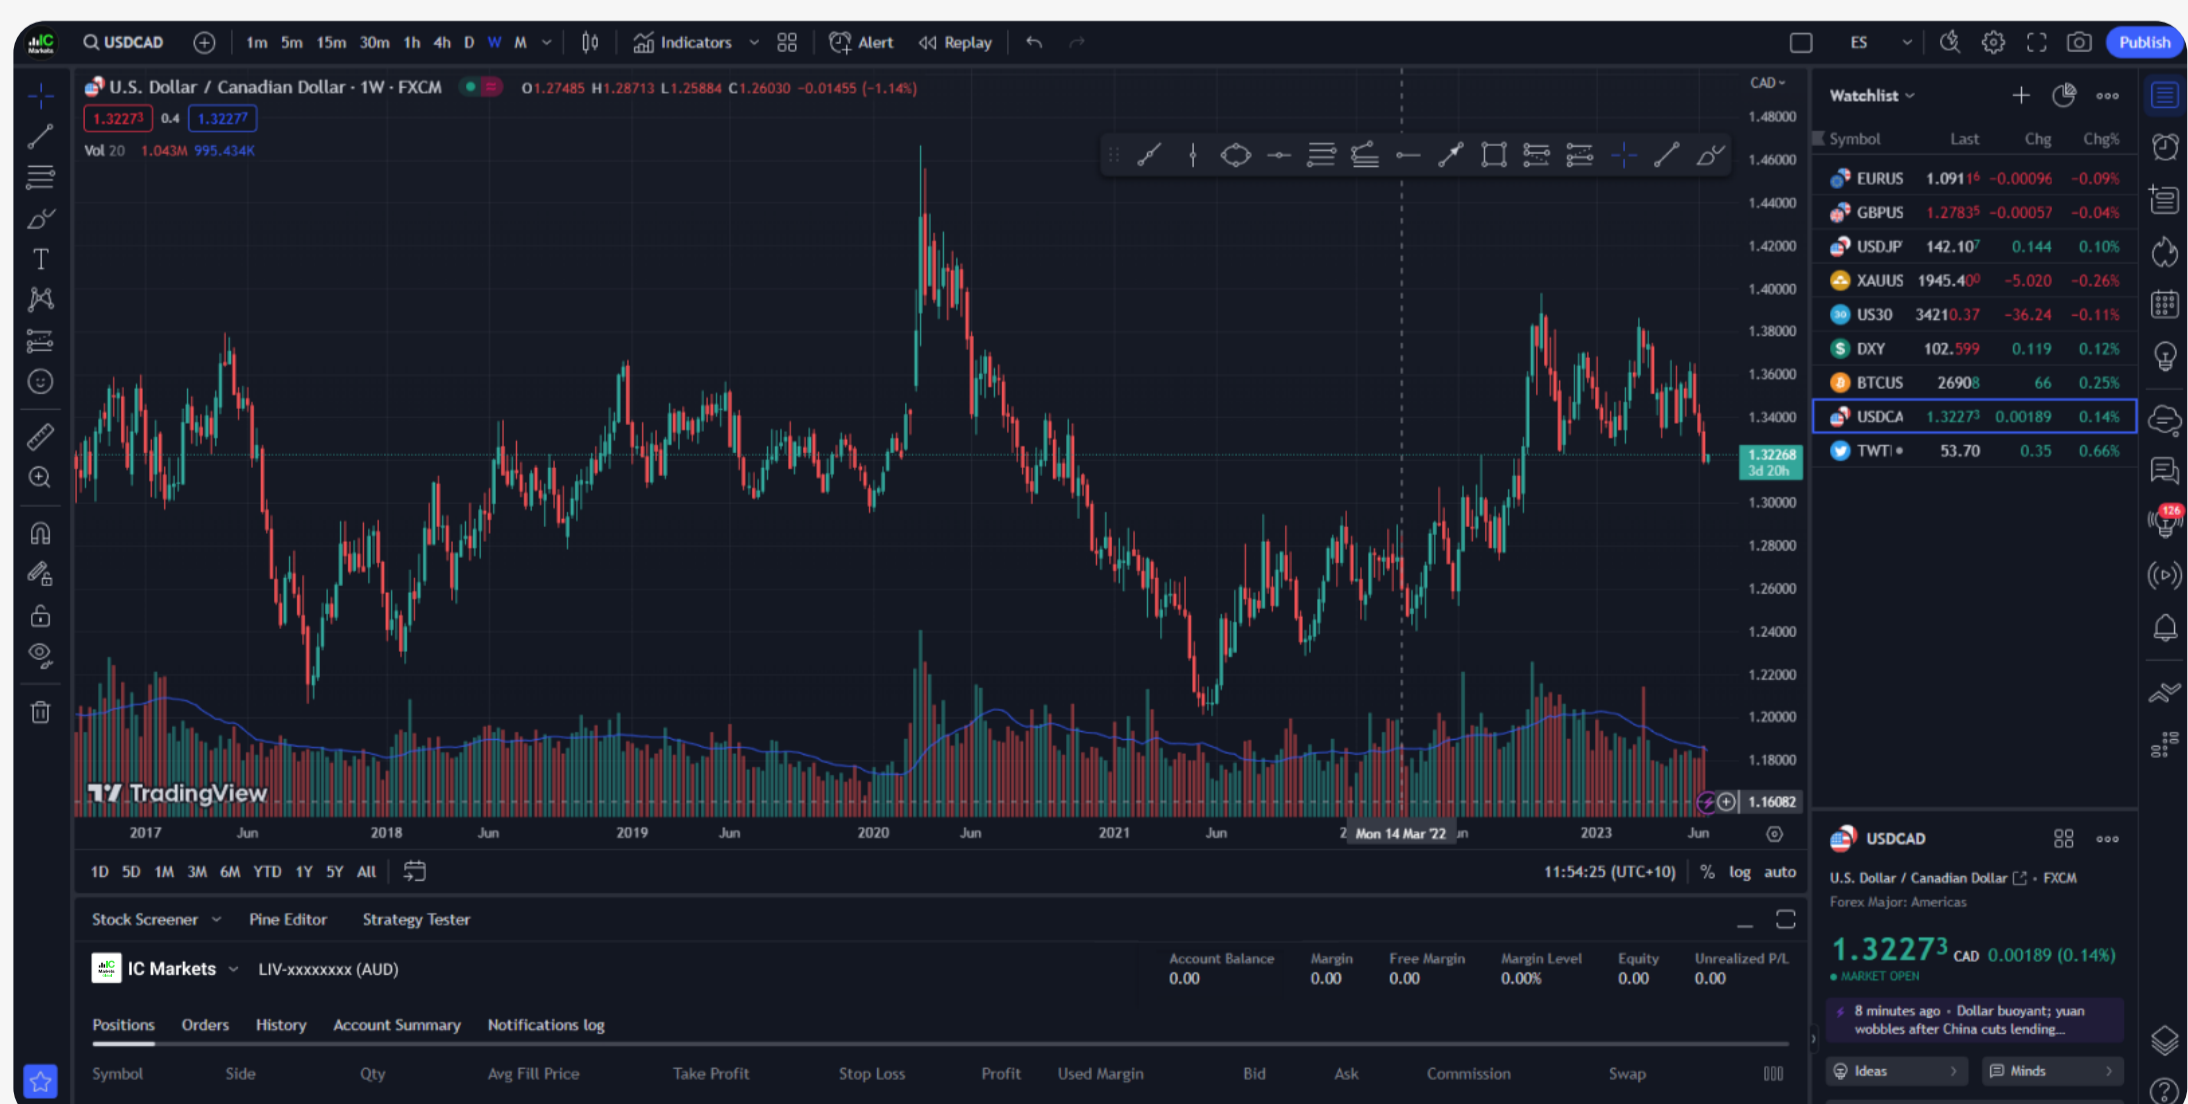 IC Markets USDCAD 1m 5m 15m 30m 1h 4h D W M Indicators Alert Replay ES Publish
U.S. Dollar / Canadian Dollar · 1W · FXCM O1.27485 H1.28713 L1.25884 C1.26030 −0.01455 (−1.14%)
1.32273 0.4 1.32277
Vol 20 1.043M 995.434K
CAD
1.48000
1.46000
1.44000
1.42000
1.40000
1.38000
1.36000
1.34000
1.32268
3d 20h
1.30000
1.28000
1.26000
1.24000
1.22000
1.20000
1.18000
1.16082
TradingView
2017 Jun 2018 Jun 2019 Jun 2020 Jun 2021 Jun Mon 14 Mar '22 2023 Jun
1D 5D 1M 3M 6M YTD 1Y 5Y All 11:54:25 (UTC+10) % log auto
Stock Screener Pine Editor Strategy Tester
IC Markets LIV-xxxxxxxx (AUD)
Account Balance Margin Free Margin Margin Level Equity Unrealized P/L
0.00 0.00 0.00 0.00% 0.00 0.00
Positions Orders History Account Summary Notifications log
Symbol Side Qty Avg Fill Price Take Profit Stop Loss Profit Used Margin Bid Ask Commission Swap
Watchlist
Symbol Last Chg Chg%
EURUS 1.09116 −0.00096 −0.09%
GBPUS 1.27835 −0.00057 −0.04%
USDJP 142.107 0.144 0.10%
XAUUS 1945.400 −5.020 −0.26%
30 US30 34210.37 −36.24 −0.11%
$ DXY 102.599 0.119 0.12%
BTCUS 26908 66 0.25%
USDCA 1.32273 0.00189 0.14%
TWT 53.70 0.35 0.66%
126
USDCAD
U.S. Dollar / Canadian Dollar • FXCM
Forex Major: Americas
1.32273 CAD 0.00189 (0.14%)
MARKET OPEN
8 minutes ago • Dollar buoyant; yuan
wobbles after China cuts lending...
Ideas Minds